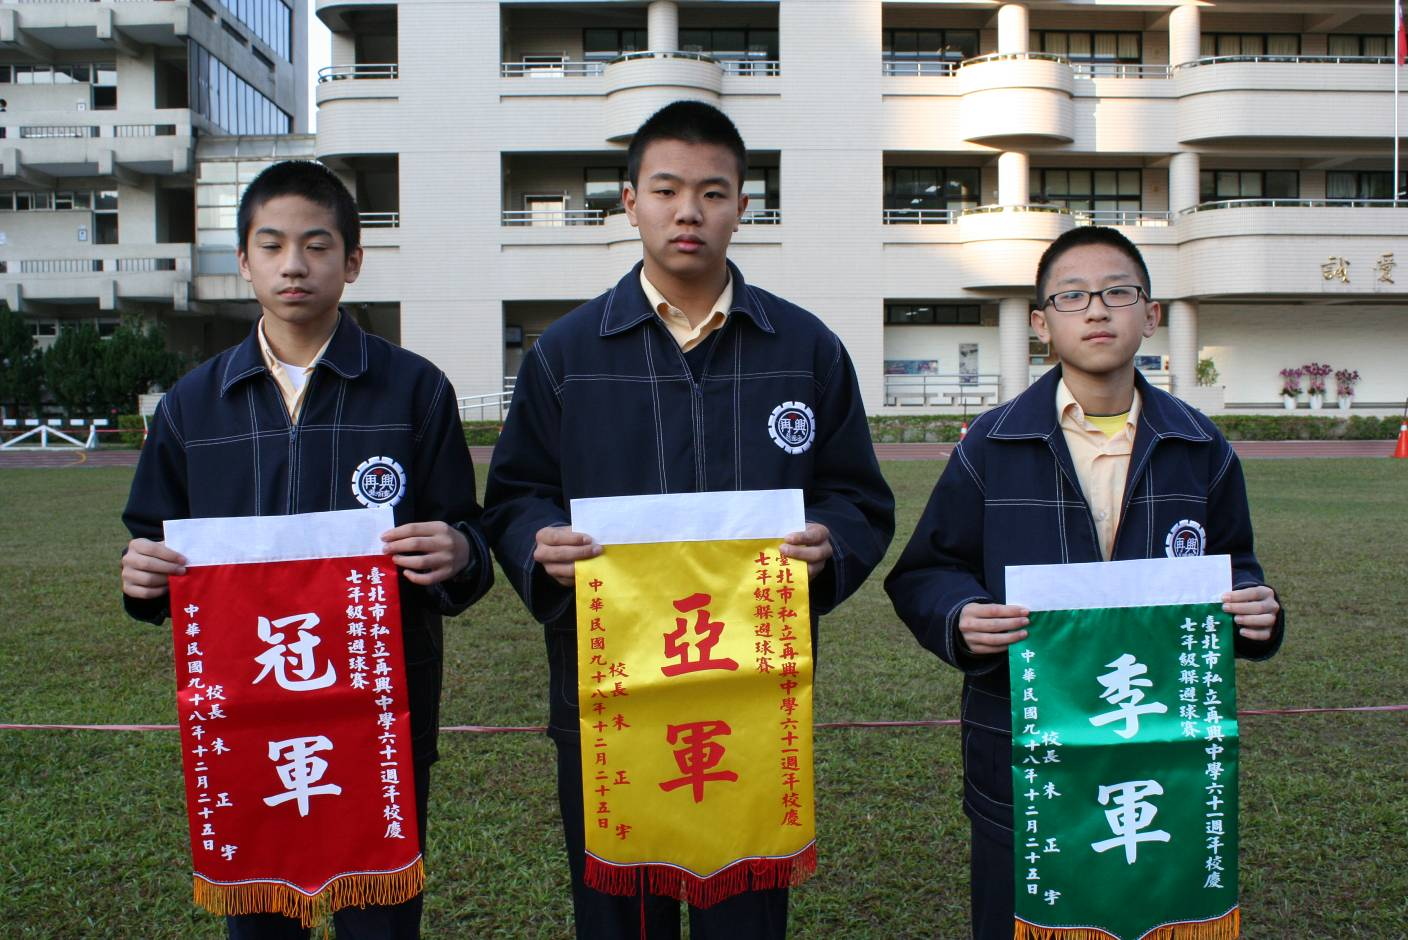 誠 愛
再興
臺北市私立再興中學六十一週年校慶
七年級躲避球賽
冠軍
校長 朱正宇
中華民國九十八年十二月二十五日
再興
臺北市私立再興中學六十一週年校慶
七年級躲避球賽
亞軍
校長 朱正宇
中華民國九十八年十二月二十五日
再興
臺北市私立再興中學六十一週年校慶
七年級躲避球賽
季軍
校長 朱正宇
中華民國九十八年十二月二十五日